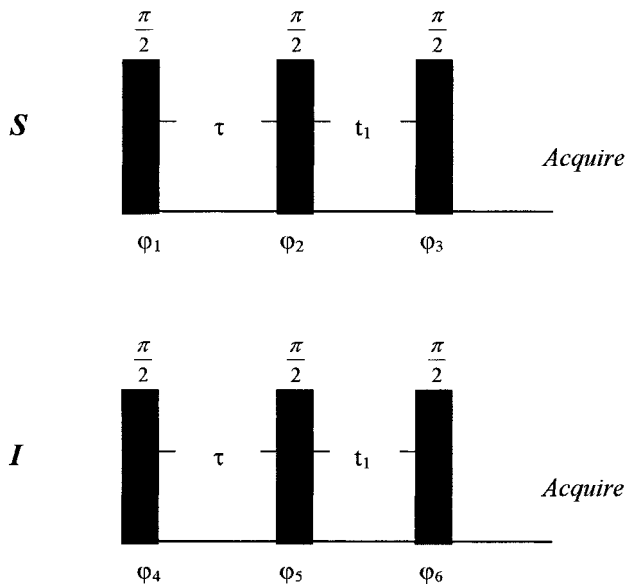 π/2 π/2 π/2
S τ t₁
Acquire
φ₁ φ₂ φ₃
π/2 π/2 π/2
I τ t₁
Acquire
φ₄ φ₅ φ₆